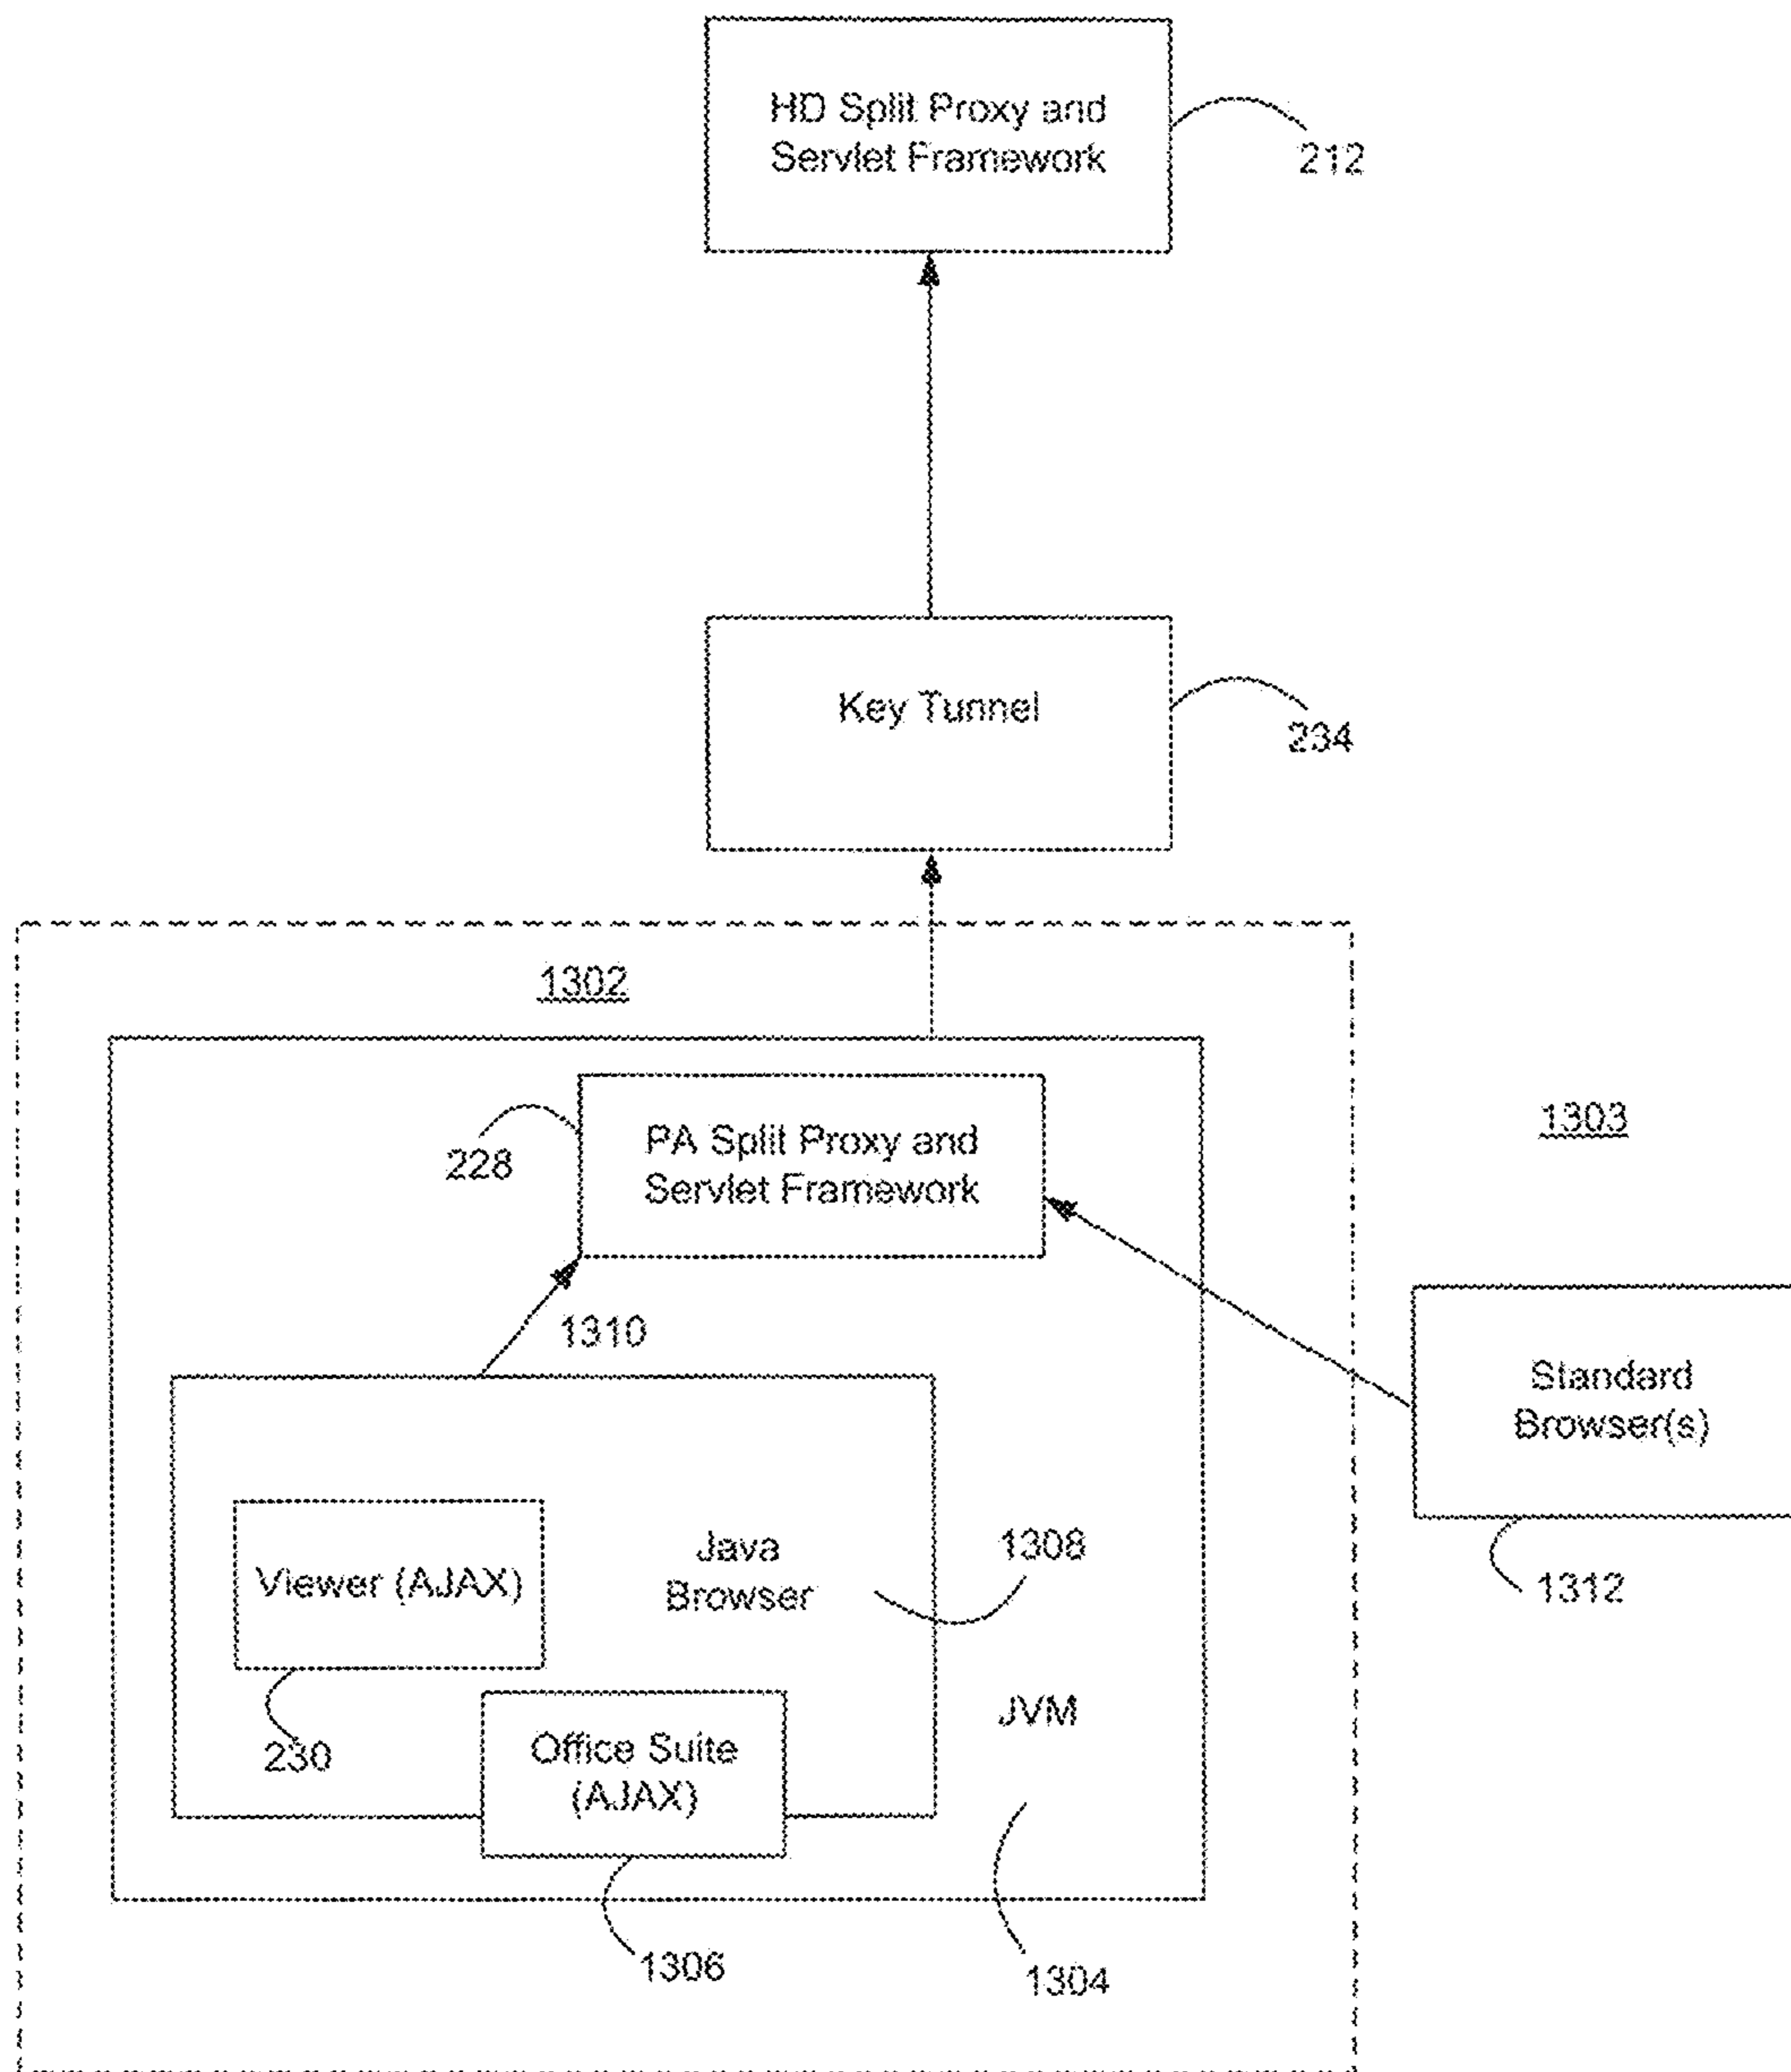 HD Split Proxy and
Servlet Framework
212
Key Tunnel
234
1302
1303
PA Split Proxy and
Servlet Framework
228
1310
Standard
Browser(s)
1312
Java
Browser
1308
Viewer (AJAX)
230
JVM
Office Suite
(AJAX)
1306
1304